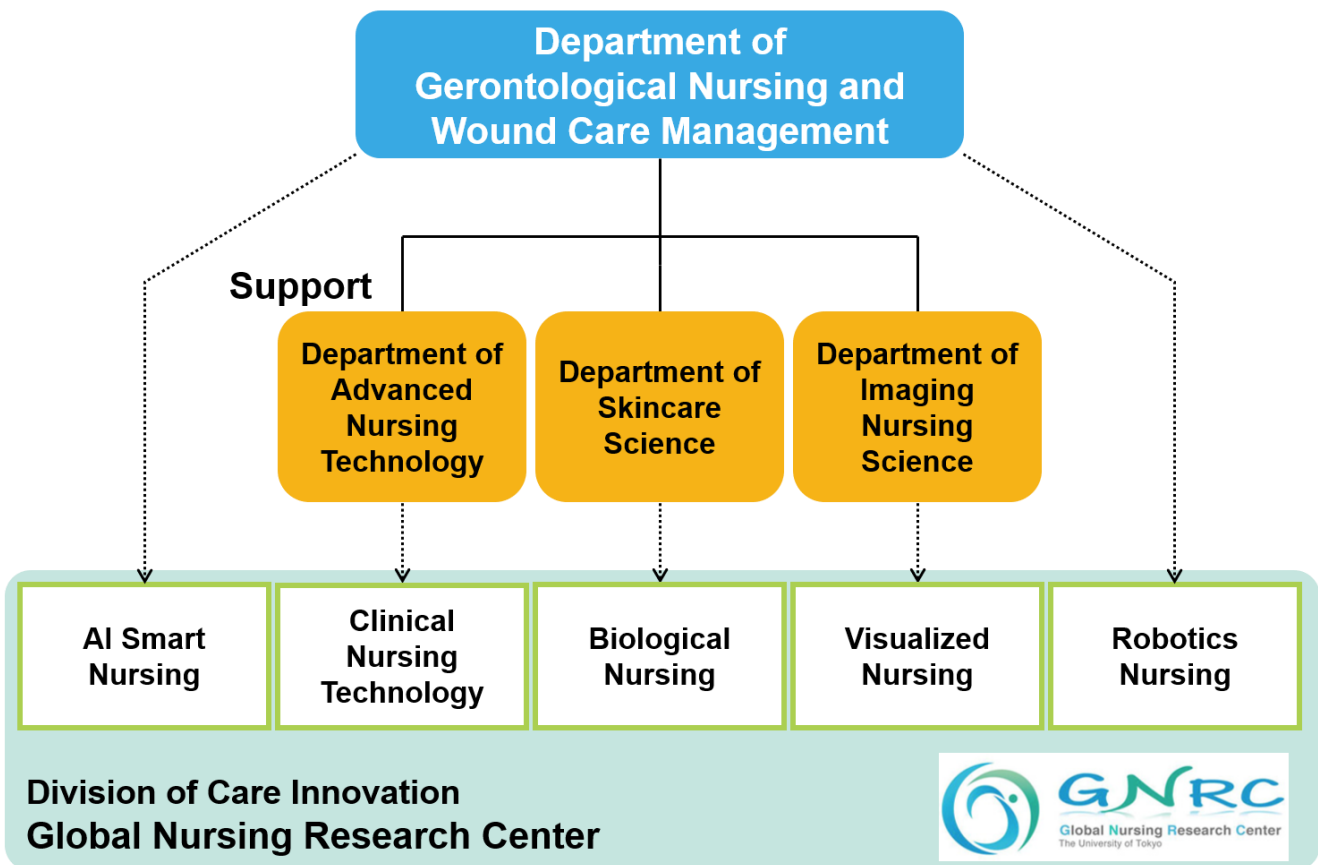 Department of
Gerontological Nursing and
Wound Care Management
Support
Department of
Advanced
Nursing
Technology
Department of
Skincare
Science
Department of
Imaging
Nursing
Science
AI Smart
Nursing
Clinical
Nursing
Technology
Biological
Nursing
Visualized
Nursing
Robotics
Nursing
Division of Care Innovation
Global Nursing Research Center
GNRC
Global Nursing Research Center
The University of Tokyo